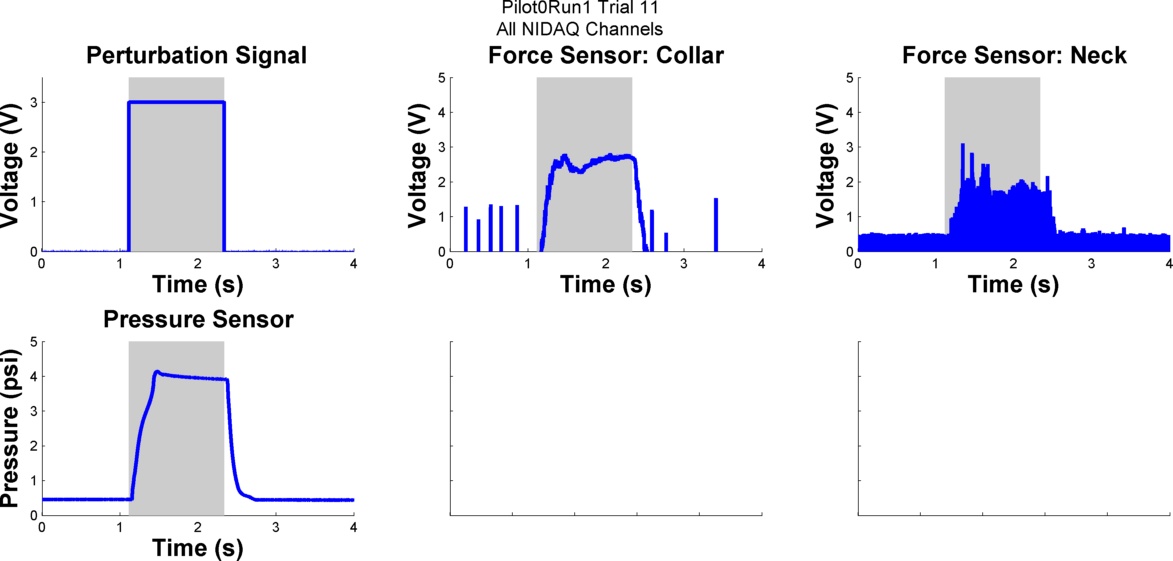 Pilot0Run1 Trial 11
All NIDAQ Channels
Perturbation Signal
Voltage (V)
3
2
1
0
0 1 2 3 4
Time (s)
Force Sensor: Collar
Voltage (V)
5
4
3
2
1
0
0 1 2 3 4
Time (s)
Force Sensor: Neck
Voltage (V)
5
4
3
2
1
0
0 1 2 3 4
Time (s)
Pressure Sensor
Pressure (psi)
5
4
3
2
1
0
0 1 2 3 4
Time (s)